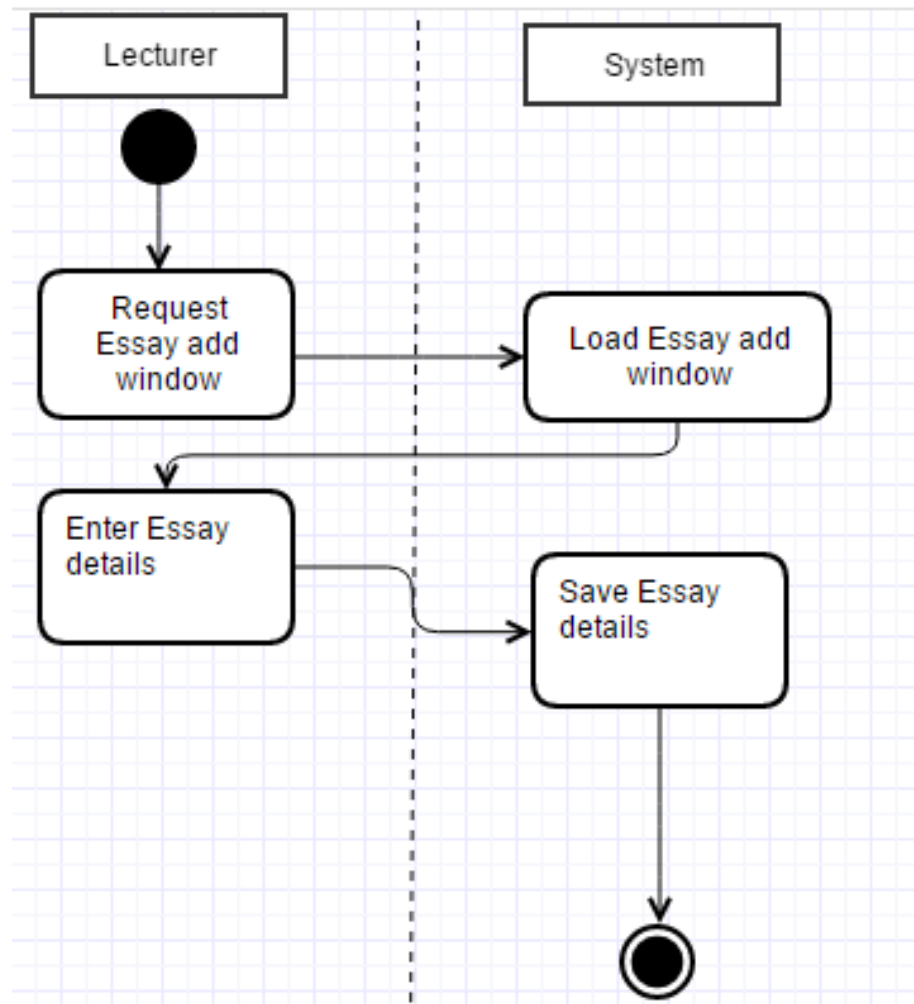 Lecturer
System
Request
Essay add
window
Load Essay add
window
Enter Essay
details
Save Essay
details